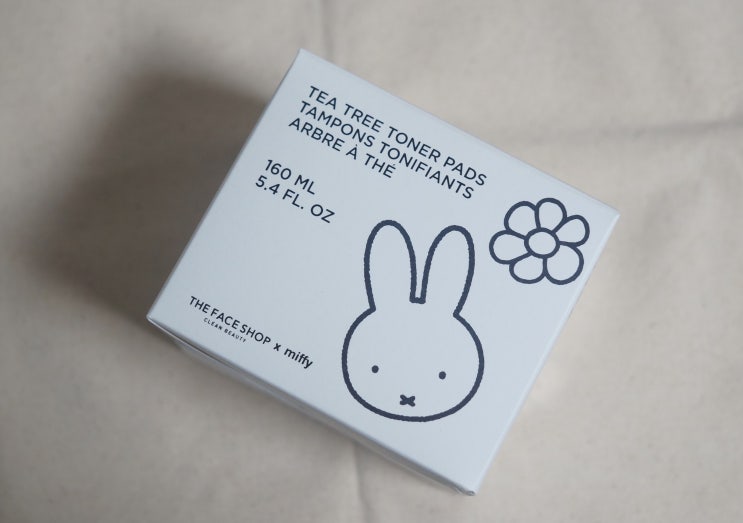 TEA TREE TONER PADS
TAMPONS TONIFIANTS
ARBRE À THÉ
160 ML
5.4 FL. OZ
THE FACE SHOP x miffy
CLEAN BEAUTY